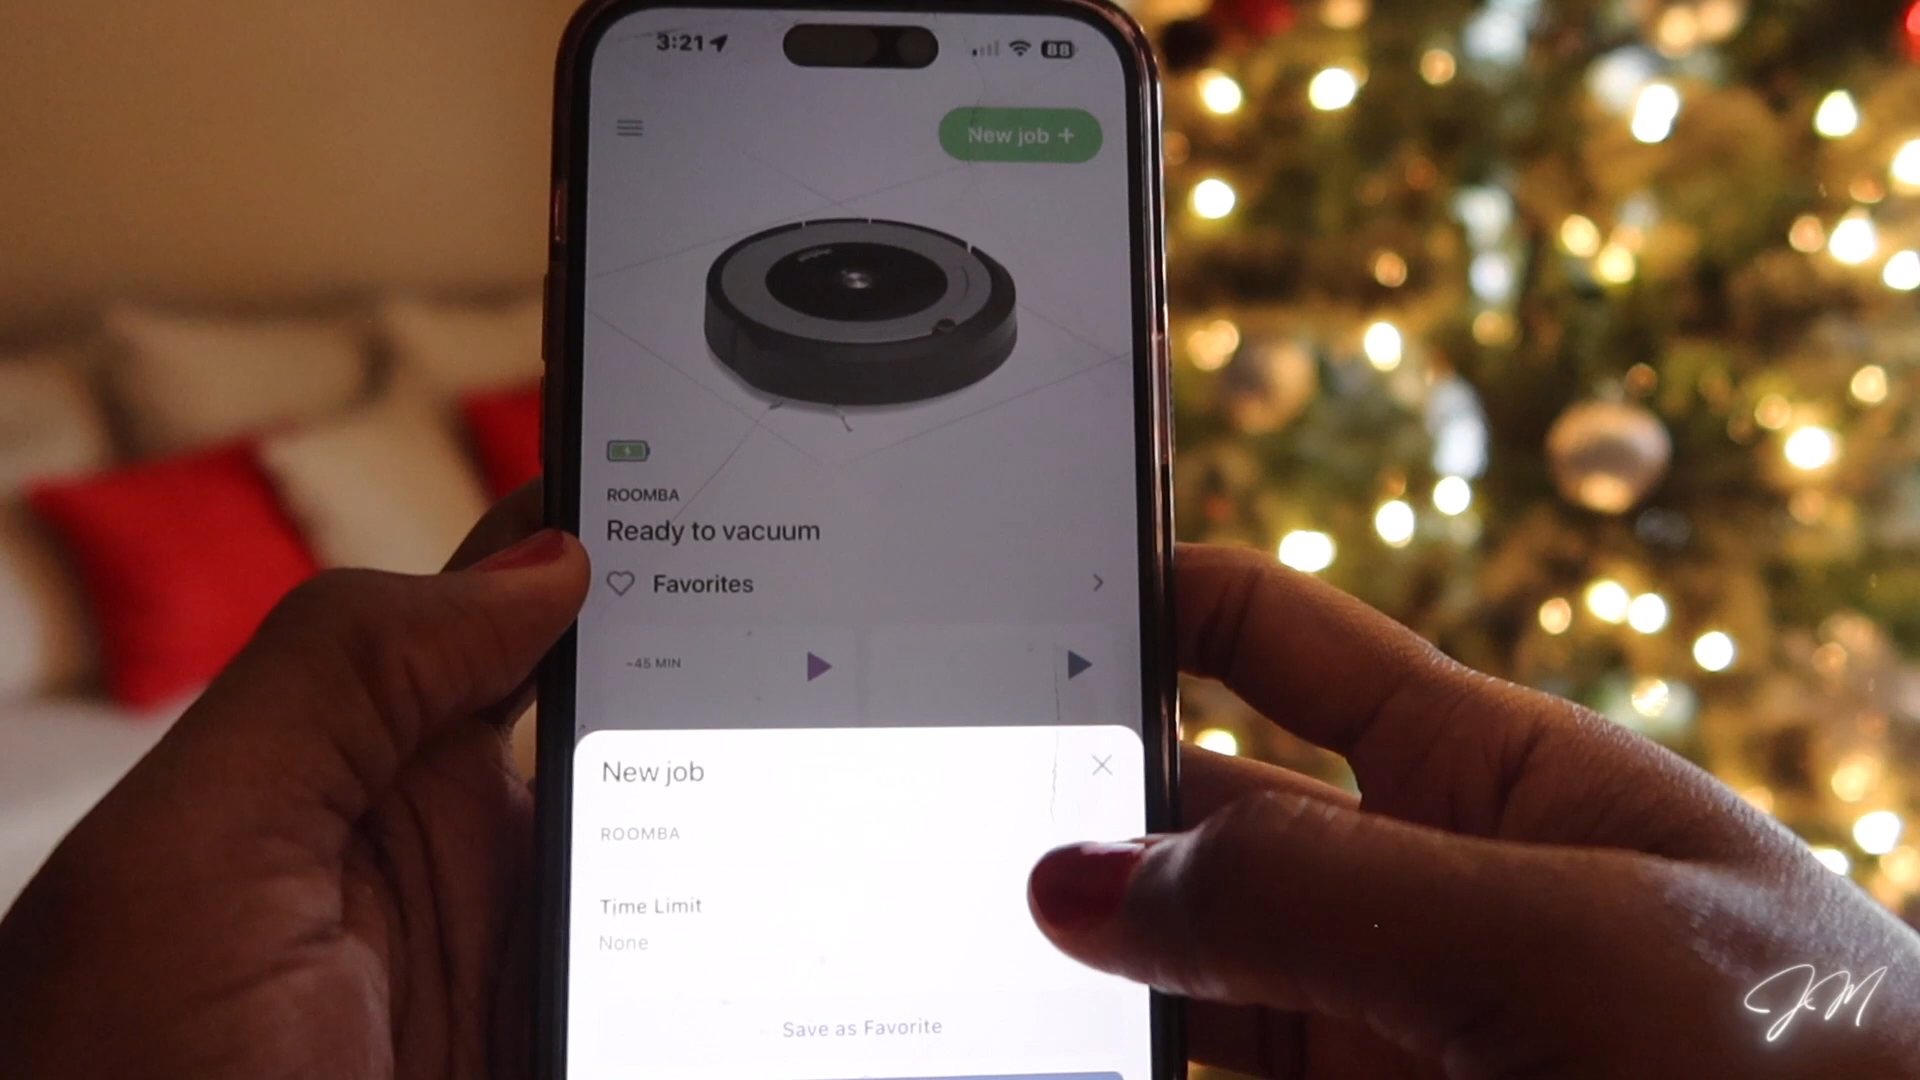 3:21
88
New job +
ROOMBA
Ready to vacuum
Favorites
~45 MIN
New job
ROOMBA
Time Limit
None
Save as Favorite
JM